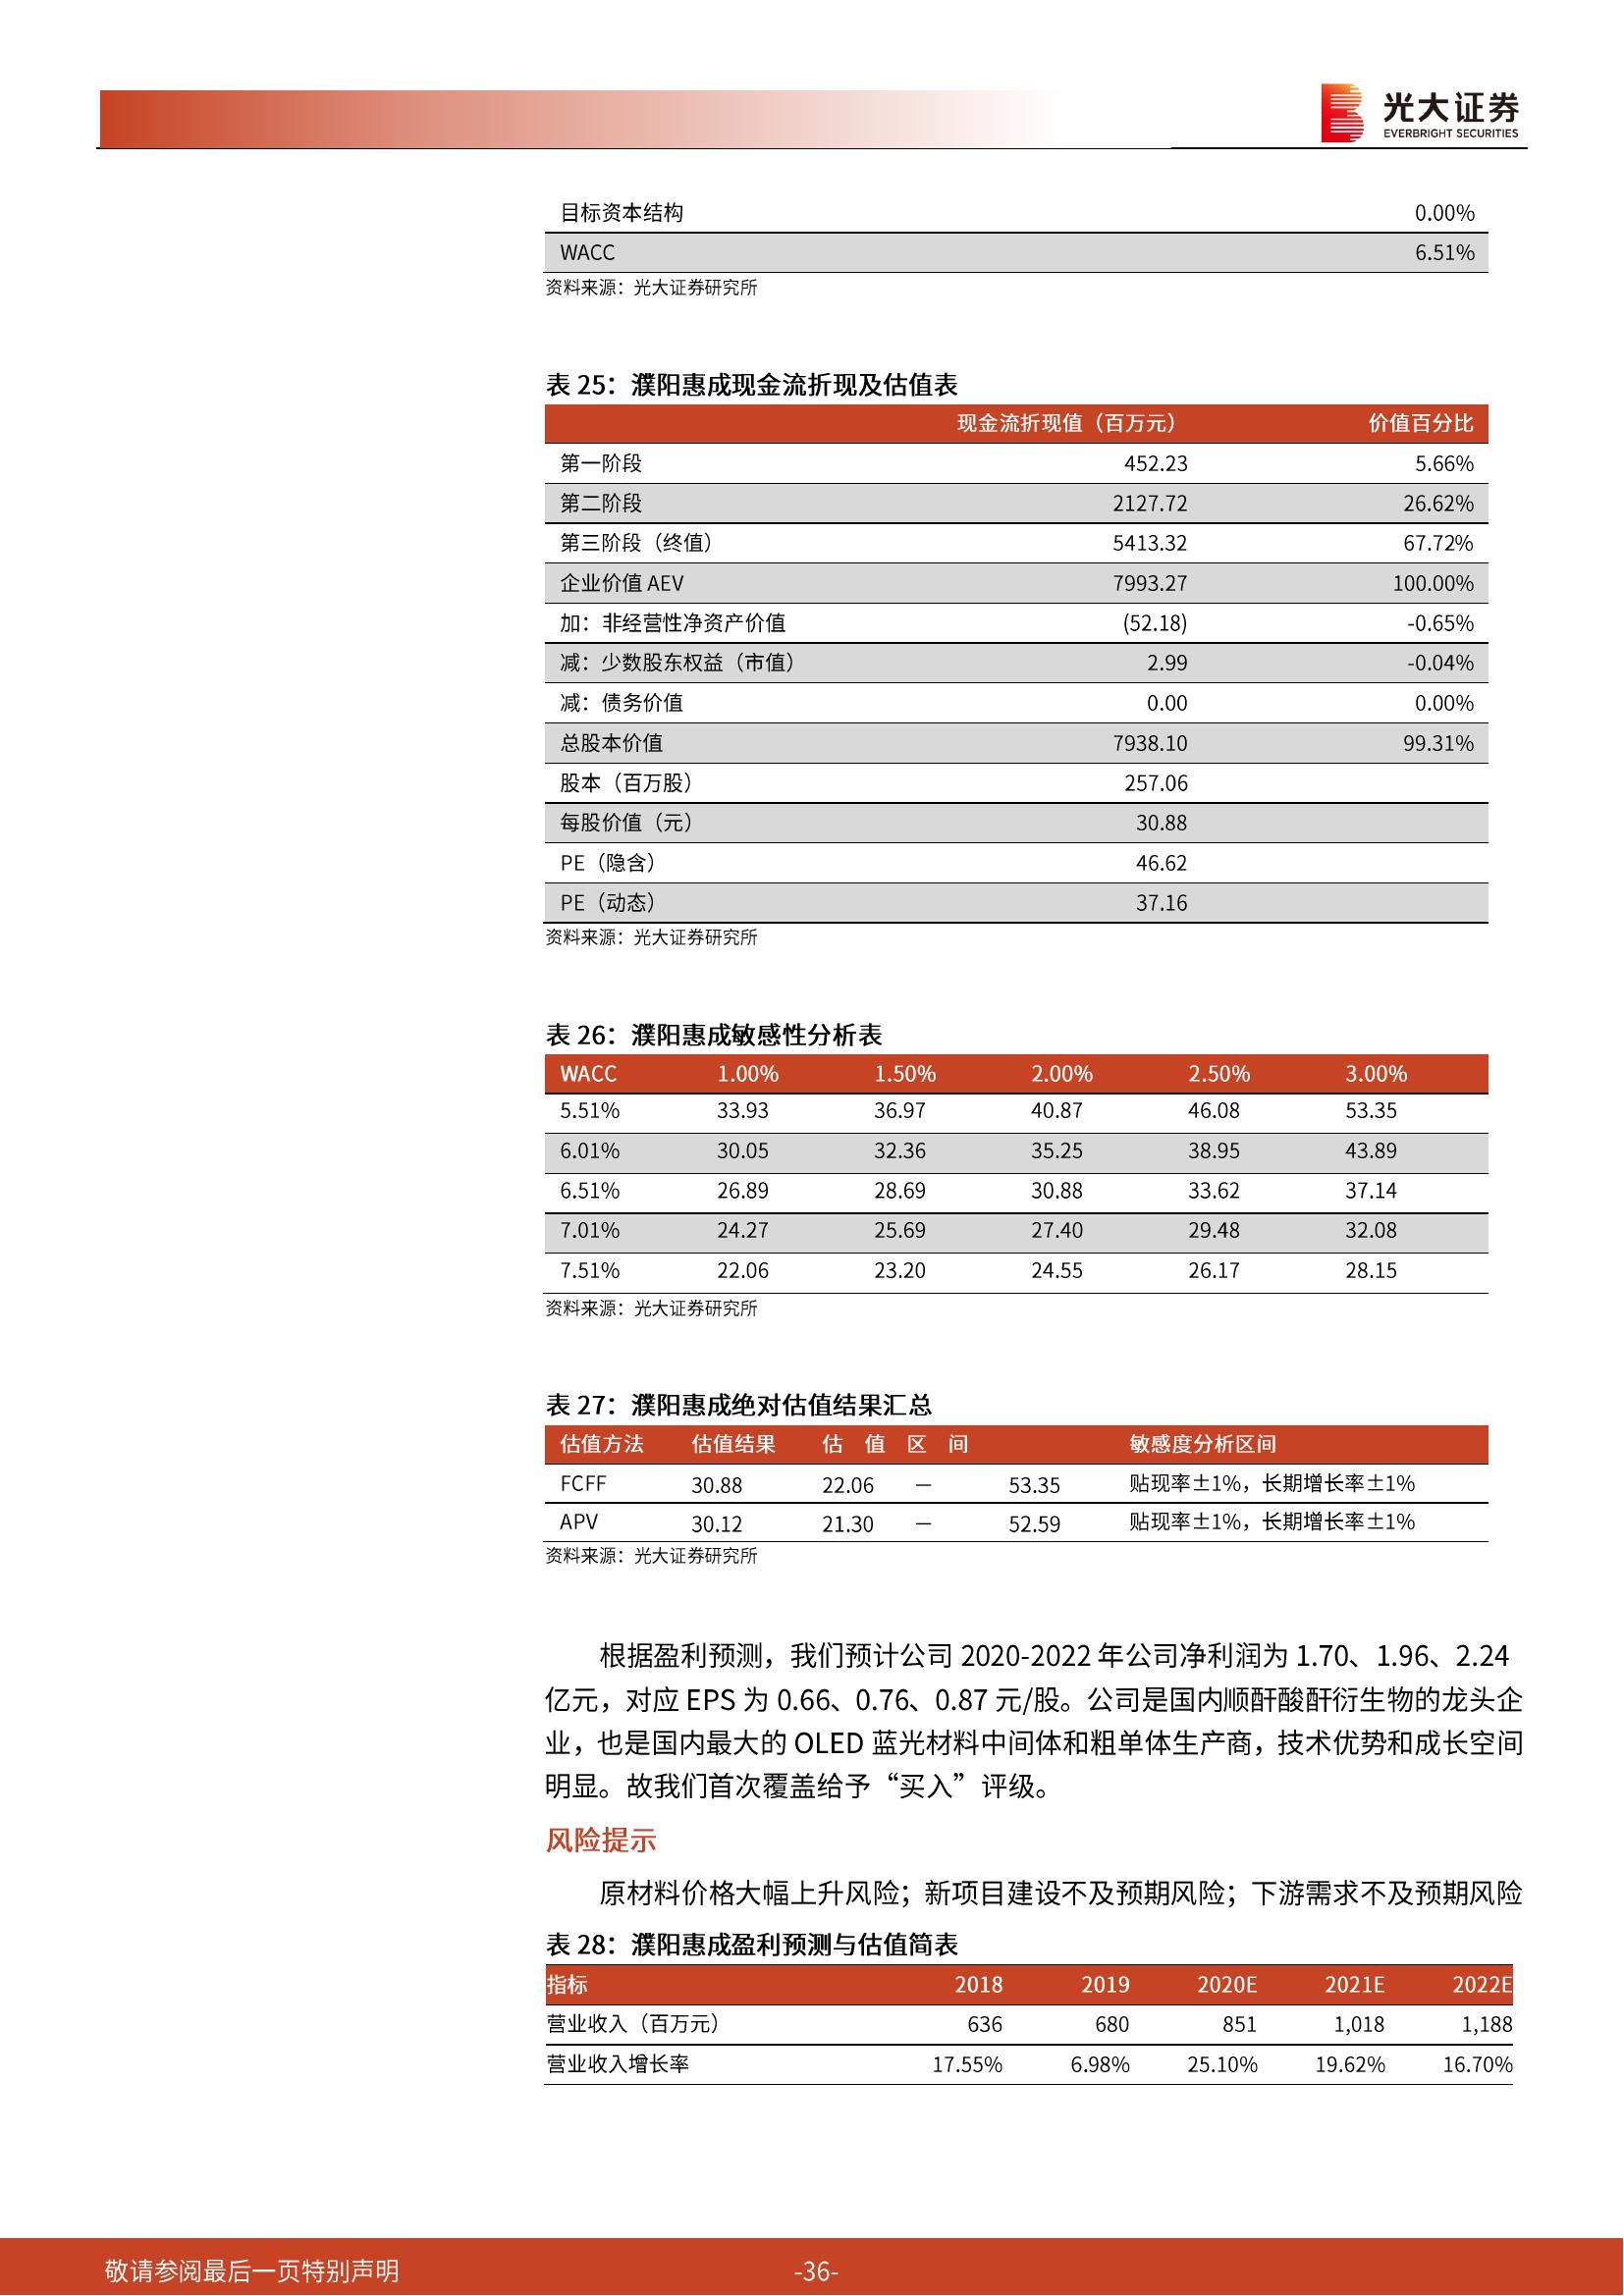 光大证券
EVERBRIGHT SECURITIES
目标资本结构 0.00%
WACC 6.51%
资料来源：光大证券研究所
表 25：濮阳惠成现金流折现及估值表
现金流折现值（百万元） 价值百分比
第一阶段 452.23 5.66%
第二阶段 2127.72 26.62%
第三阶段（终值） 5413.32 67.72%
企业价值 AEV 7993.27 100.00%
加：非经营性净资产价值 (52.18) -0.65%
减：少数股东权益（市值） 2.99 -0.04%
减：债务价值 0.00 0.00%
总股本价值 7938.10 99.31%
股本（百万股） 257.06
每股价值（元） 30.88
PE（隐含） 46.62
PE（动态） 37.16
资料来源：光大证券研究所
表 26：濮阳惠成敏感性分析表
WACC 1.00% 1.50% 2.00% 2.50% 3.00%
5.51% 33.93 36.97 40.87 46.08 53.35
6.01% 30.05 32.36 35.25 38.95 43.89
6.51% 26.89 28.69 30.88 33.62 37.14
7.01% 24.27 25.69 27.40 29.48 32.08
7.51% 22.06 23.20 24.55 26.17 28.15
资料来源：光大证券研究所
表 27：濮阳惠成绝对估值结果汇总
估值方法 估值结果 估 值 区 间 敏感度分析区间
FCFF 30.88 22.06 — 53.35 贴现率±1%，长期增长率±1%
APV 30.12 21.30 — 52.59 贴现率±1%，长期增长率±1%
资料来源：光大证券研究所
根据盈利预测，我们预计公司 2020-2022 年公司净利润为 1.70、1.96、2.24
亿元，对应 EPS 为 0.66、0.76、0.87 元/股。公司是国内顺酐酸酐衍生物的龙头企
业，也是国内最大的 OLED 蓝光材料中间体和粗单体生产商，技术优势和成长空间
明显。故我们首次覆盖给予“买入”评级。
风险提示
原材料价格大幅上升风险；新项目建设不及预期风险；下游需求不及预期风险
表 28：濮阳惠成盈利预测与估值简表
指标 2018 2019 2020E 2021E 2022E
营业收入（百万元） 636 680 851 1,018 1,188
营业收入增长率 17.55% 6.98% 25.10% 19.62% 16.70%
敬请参阅最后一页特别声明 -36-